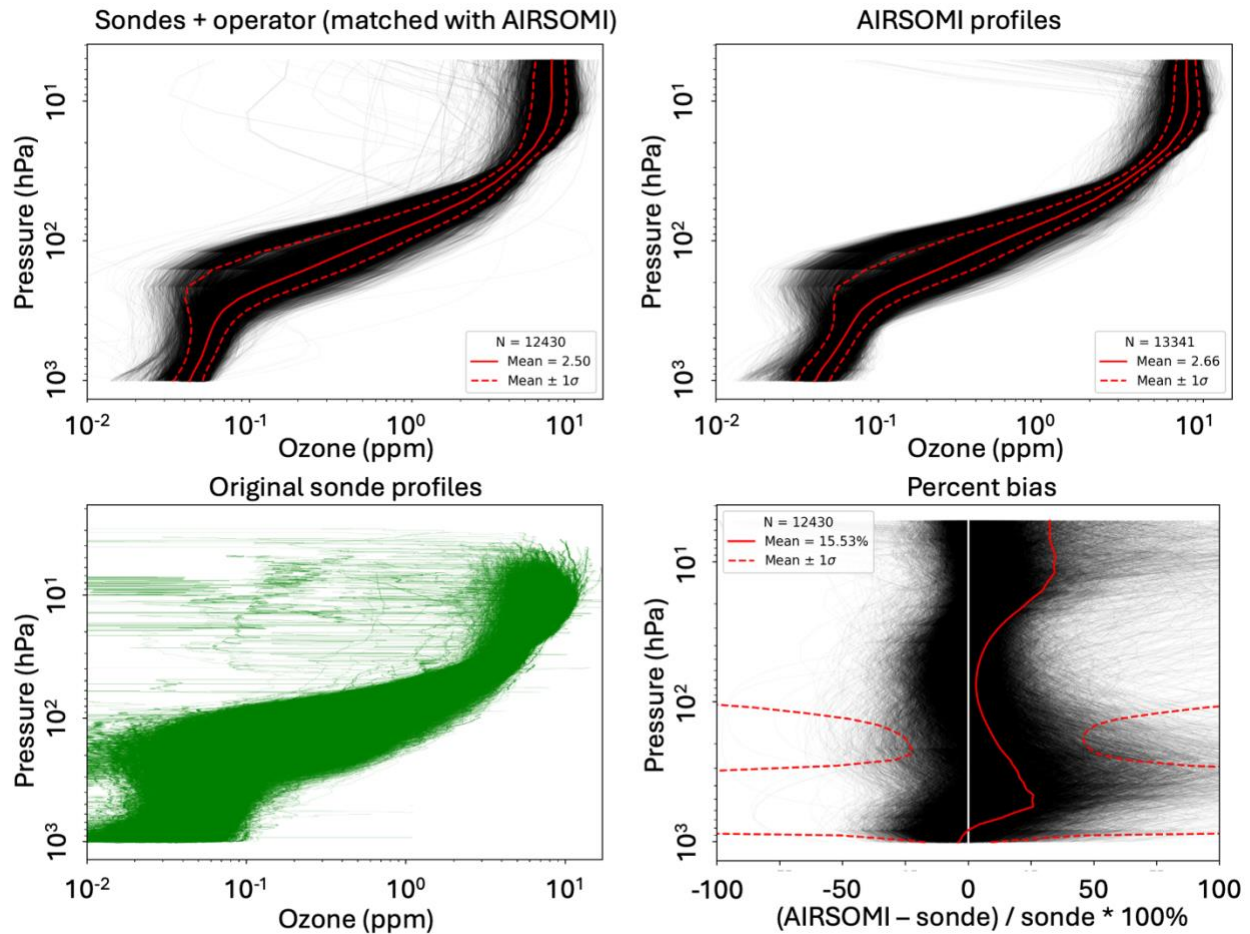 Sondes + operator (matched with AIRSOMI)
Pressure (hPa)
10¹
10²
10³
N = 12430
Mean = 2.50
Mean ± 1σ
10⁻² 10⁻¹ 10⁰ 10¹
Ozone (ppm)
AIRSOMI profiles
Pressure (hPa)
10¹
10²
10³
N = 13341
Mean = 2.66
Mean ± 1σ
10⁻² 10⁻¹ 10⁰ 10¹
Ozone (ppm)
Original sonde profiles
Pressure (hPa)
10¹
10²
10³
10⁻² 10⁻¹ 10⁰ 10¹
Ozone (ppm)
Percent bias
Pressure (hPa)
10¹
10²
10³
N = 12430
Mean = 15.53%
Mean ± 1σ
-100 -50 0 50 100
(AIRSOMI – sonde) / sonde * 100%